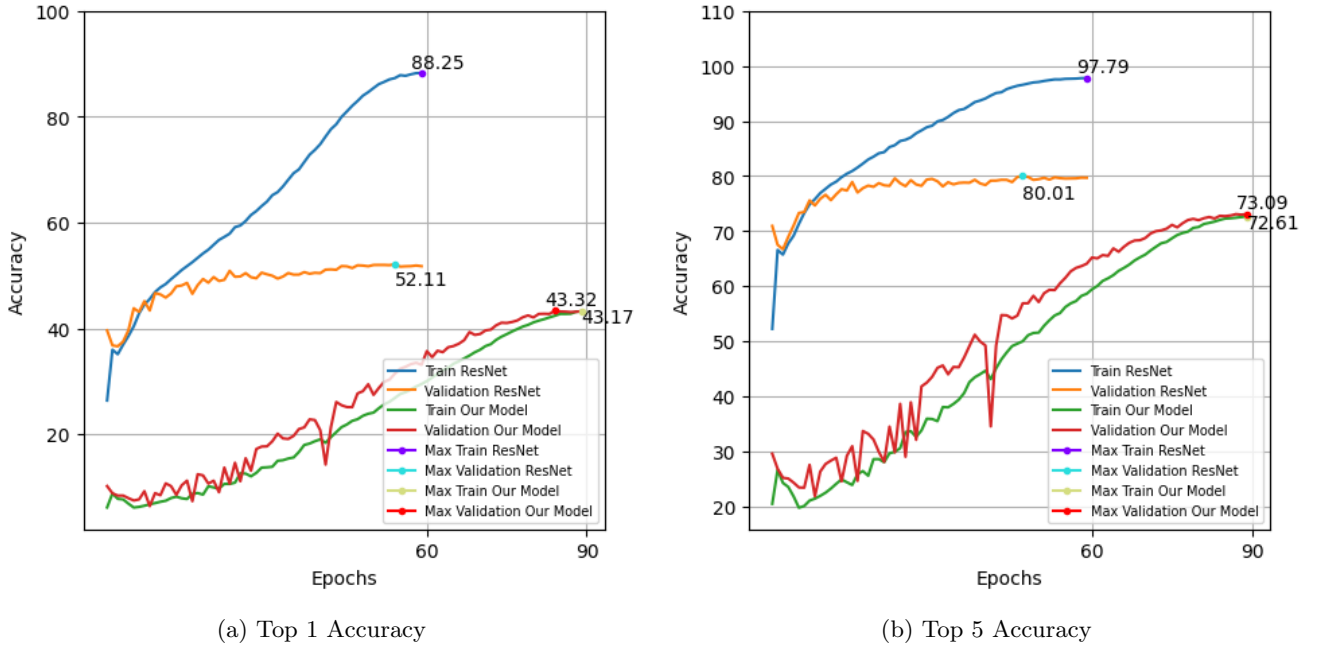 100
80
60
40
20
Accuracy
88.25
52.11
43.32
43.17
Train ResNet
Validation ResNet
Train Our Model
Validation Our Model
Max Train ResNet
Max Validation ResNet
Max Train Our Model
Max Validation Our Model
60
90
Epochs
(a) Top 1 Accuracy
110
100
90
80
70
60
50
40
30
20
Accuracy
97.79
80.01
73.09
72.61
Train ResNet
Validation ResNet
Train Our Model
Validation Our Model
Max Train ResNet
Max Validation ResNet
Max Train Our Model
Max Validation Our Model
60
90
Epochs
(b) Top 5 Accuracy